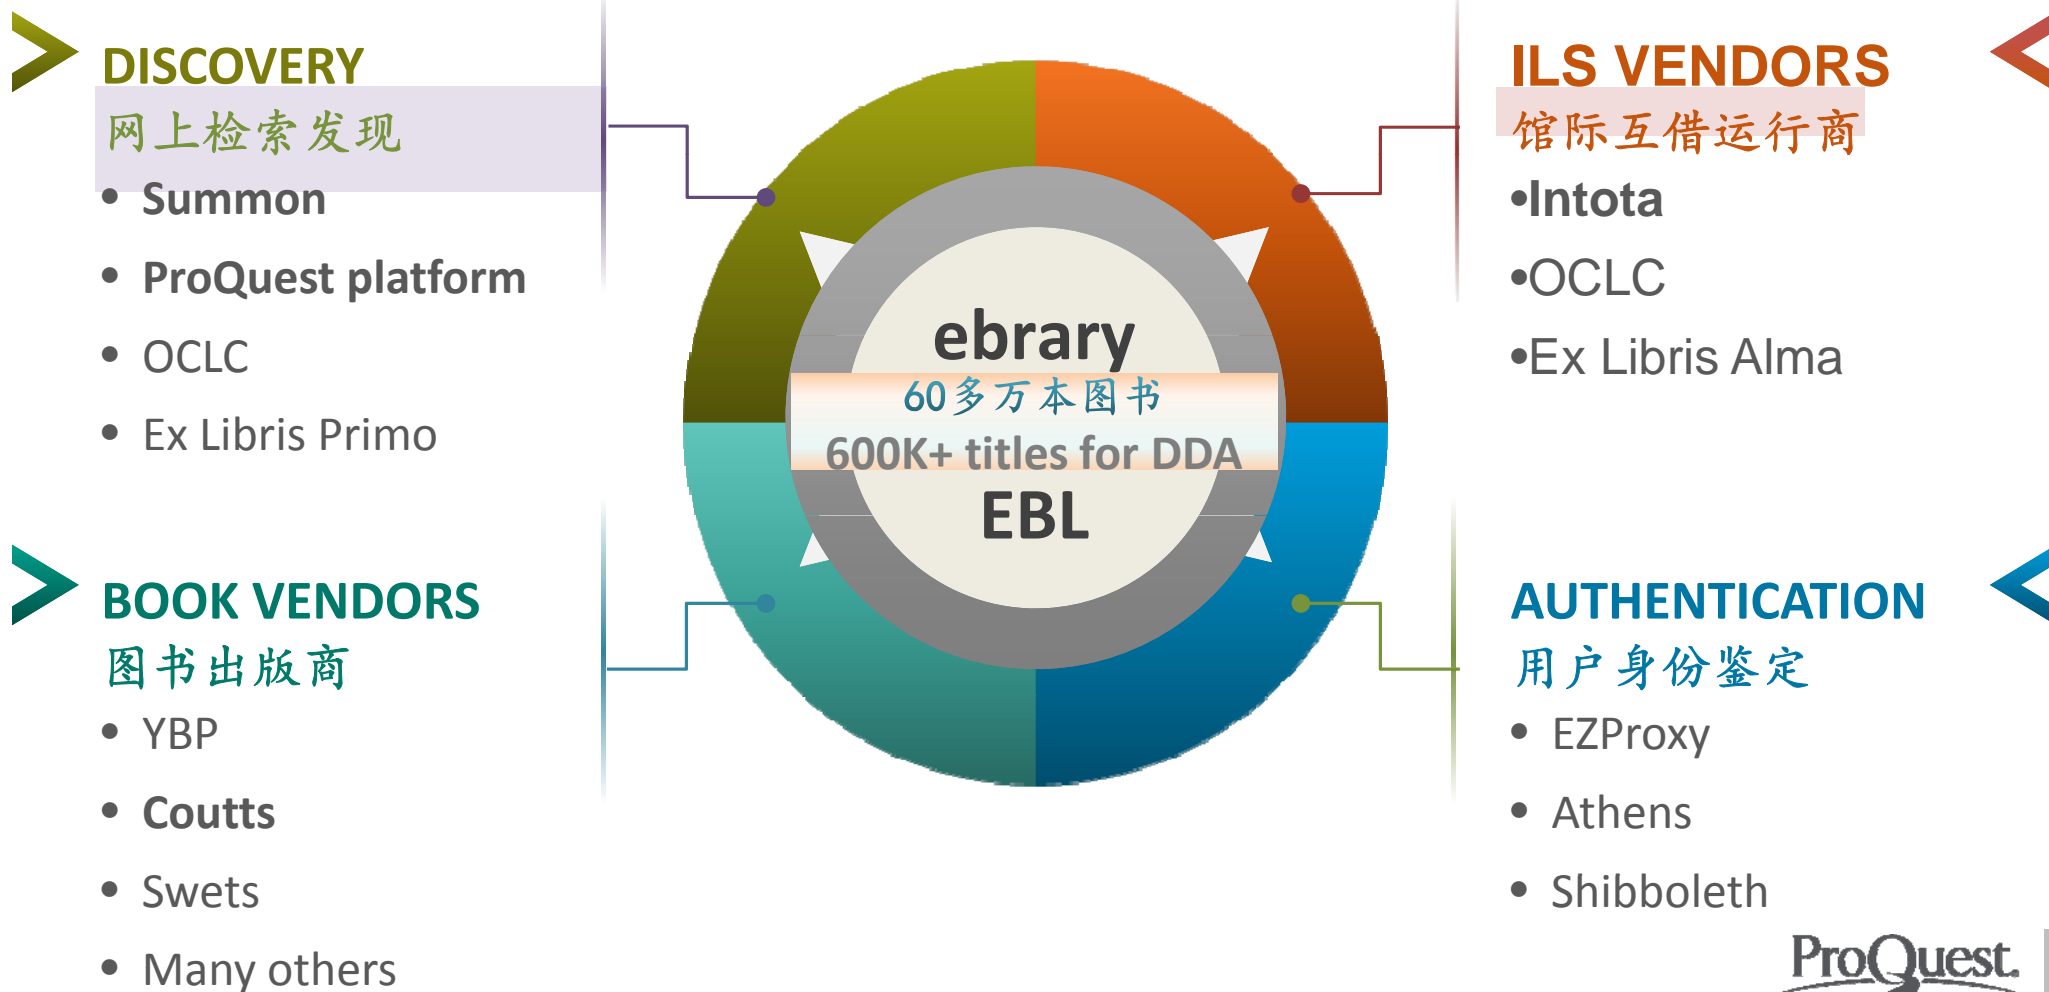 DISCOVERY
网上检索发现
• Summon
• ProQuest platform
• OCLC
• Ex Libris Primo
BOOK VENDORS
图书出版商
• YBP
• Coutts
• Swets
• Many others
ebrary
60多万本图书
600K+ titles for DDA
EBL
ILS VENDORS
馆际互借运行商
•Intota
•OCLC
•Ex Libris Alma
AUTHENTICATION
用户身份鉴定
• EZProxy
• Athens
• Shibboleth
ProQuest.